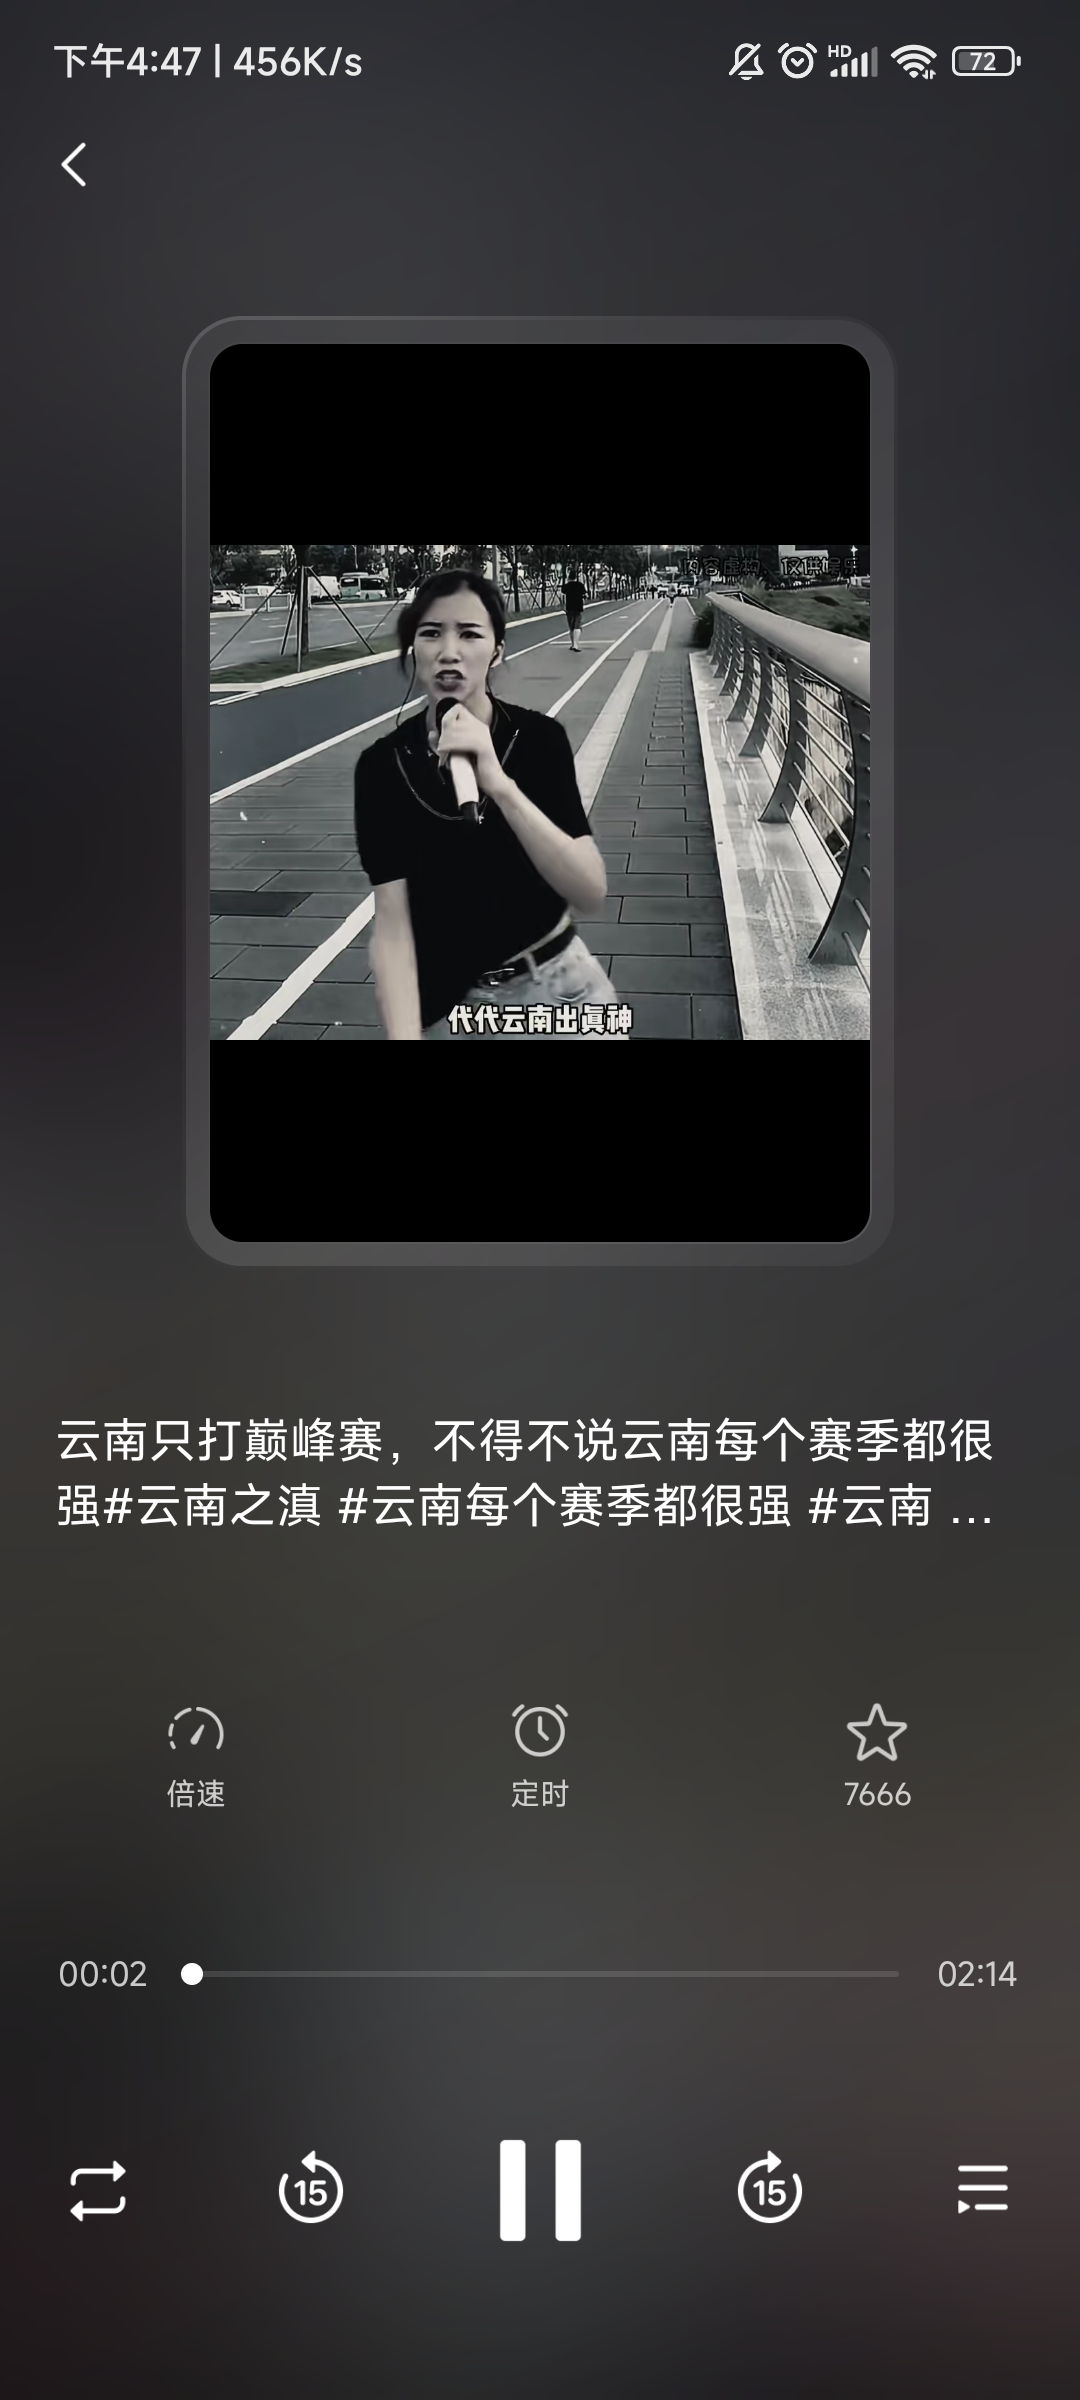 下午4:47 | 456K/s
HD
72
内容虚构，仅供娱乐
代代云南出真神
云南只打巅峰赛，不得不说云南每个赛季都很
强#云南之滇 #云南每个赛季都很强 #云南 ...
倍速
定时
7666
00:02
02:14
15
15